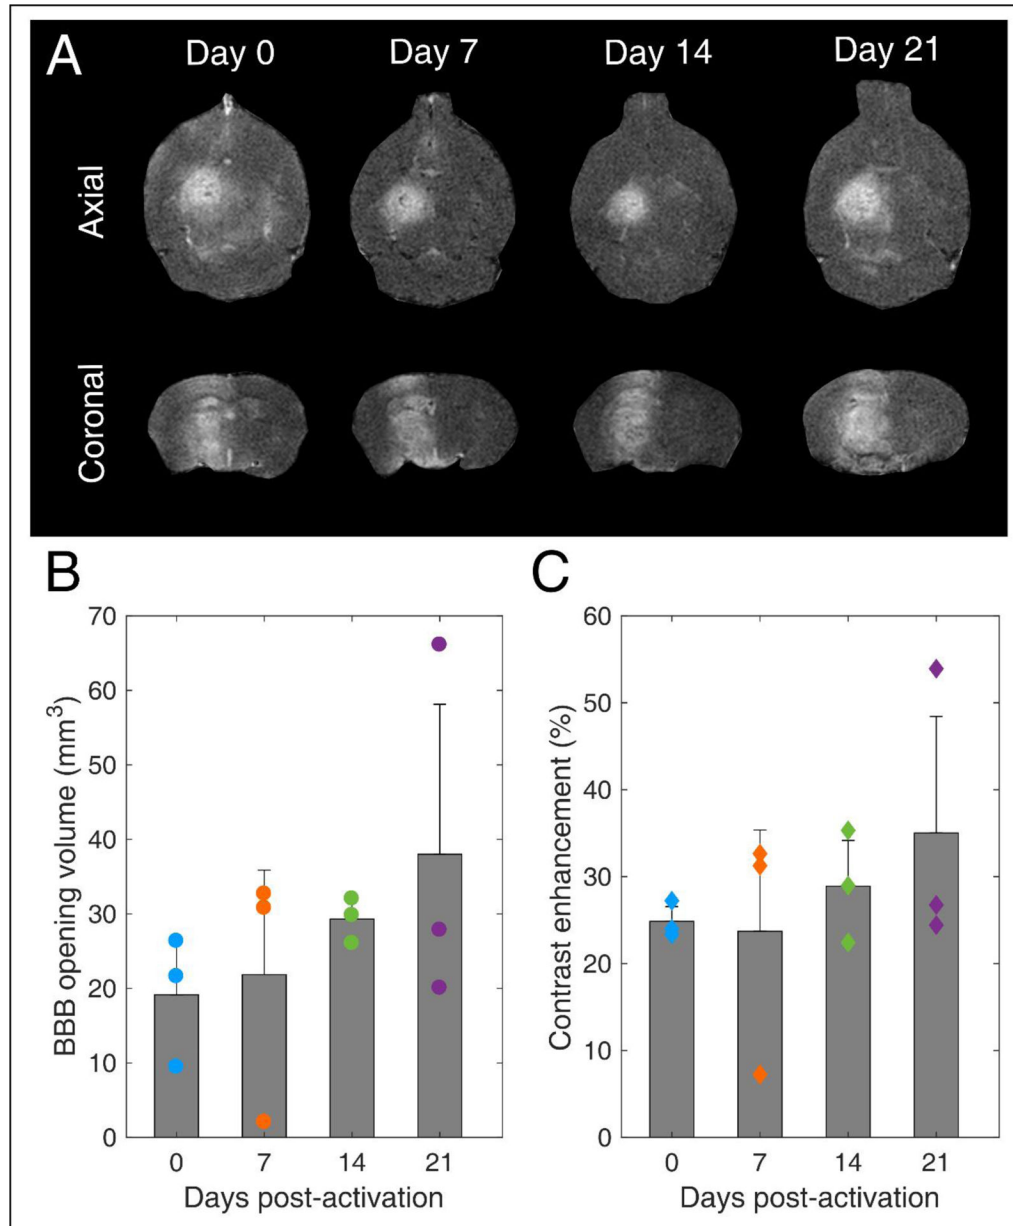 A
Day 0 Day 7 Day 14 Day 21
Axial
Coronal
B
70
60
50
40
30
20
10
0
BBB opening volume (mm³)
0 7 14 21
Days post-activation
C
60
50
40
30
20
10
0
Contrast enhancement (%)
0 7 14 21
Days post-activation